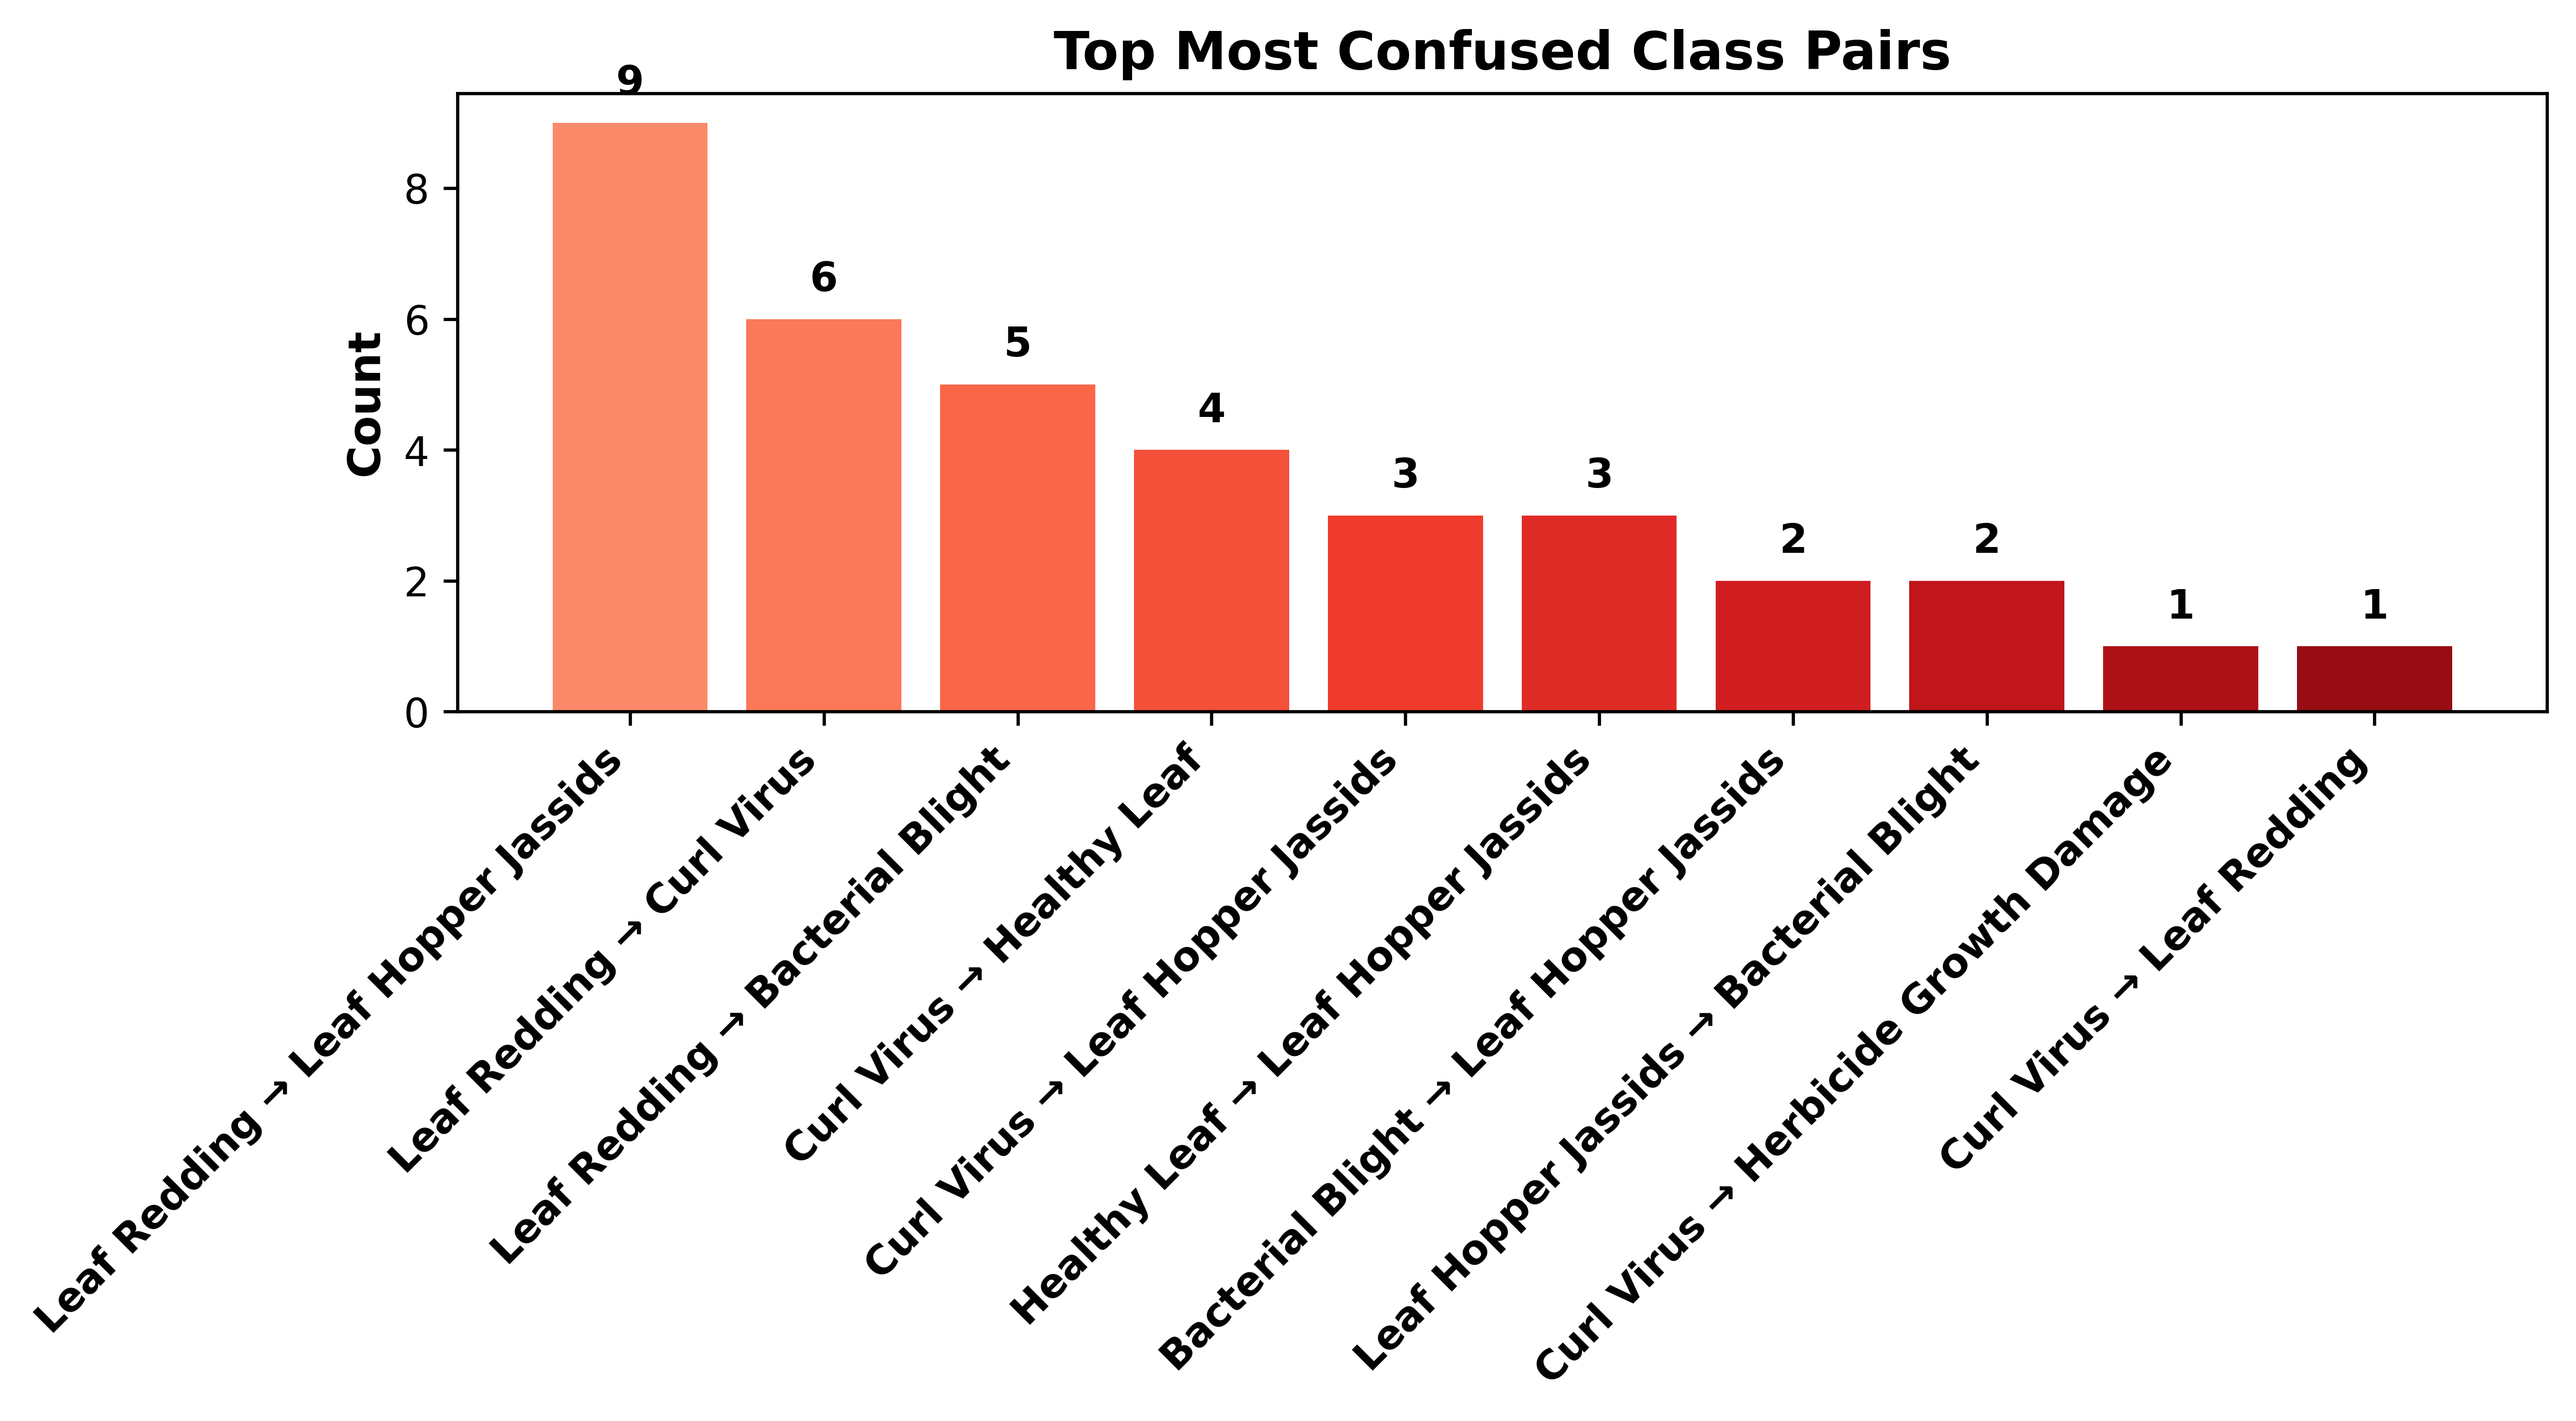 Top Most Confused Class Pairs
9
6
5
4
3
3
2
2
1
1
8
6
4
2
0
Count
Leaf Redding → Leaf Hopper Jassids
Leaf Redding → Curl Virus
Leaf Redding → Bacterial Blight
Curl Virus → Healthy Leaf
Curl Virus → Leaf Hopper Jassids
Healthy Leaf → Leaf Hopper Jassids
Bacterial Blight → Leaf Hopper Jassids
Leaf Hopper Jassids → Bacterial Blight
Curl Virus → Herbicide Growth Damage
Curl Virus → Leaf Redding